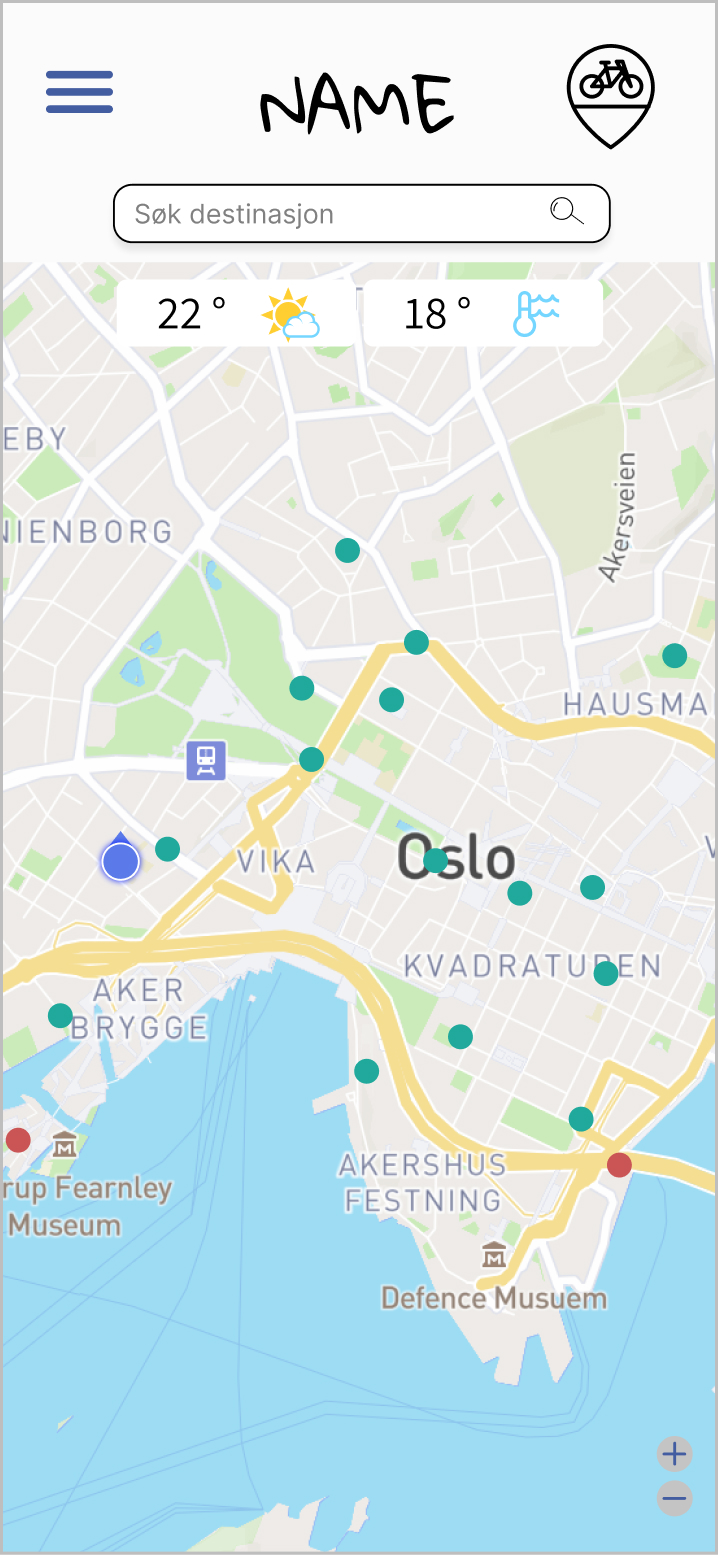 NAME
Søk destinasjon
22 °
18 °
EBY
Akersveien
NIENBORG
HAUSMA
Oslo
VIKA
KVADRATUREN
AKER
BRYGGE
AKERSHUS
FESTNING
rup Fearnley
Museum
Defence Musuem